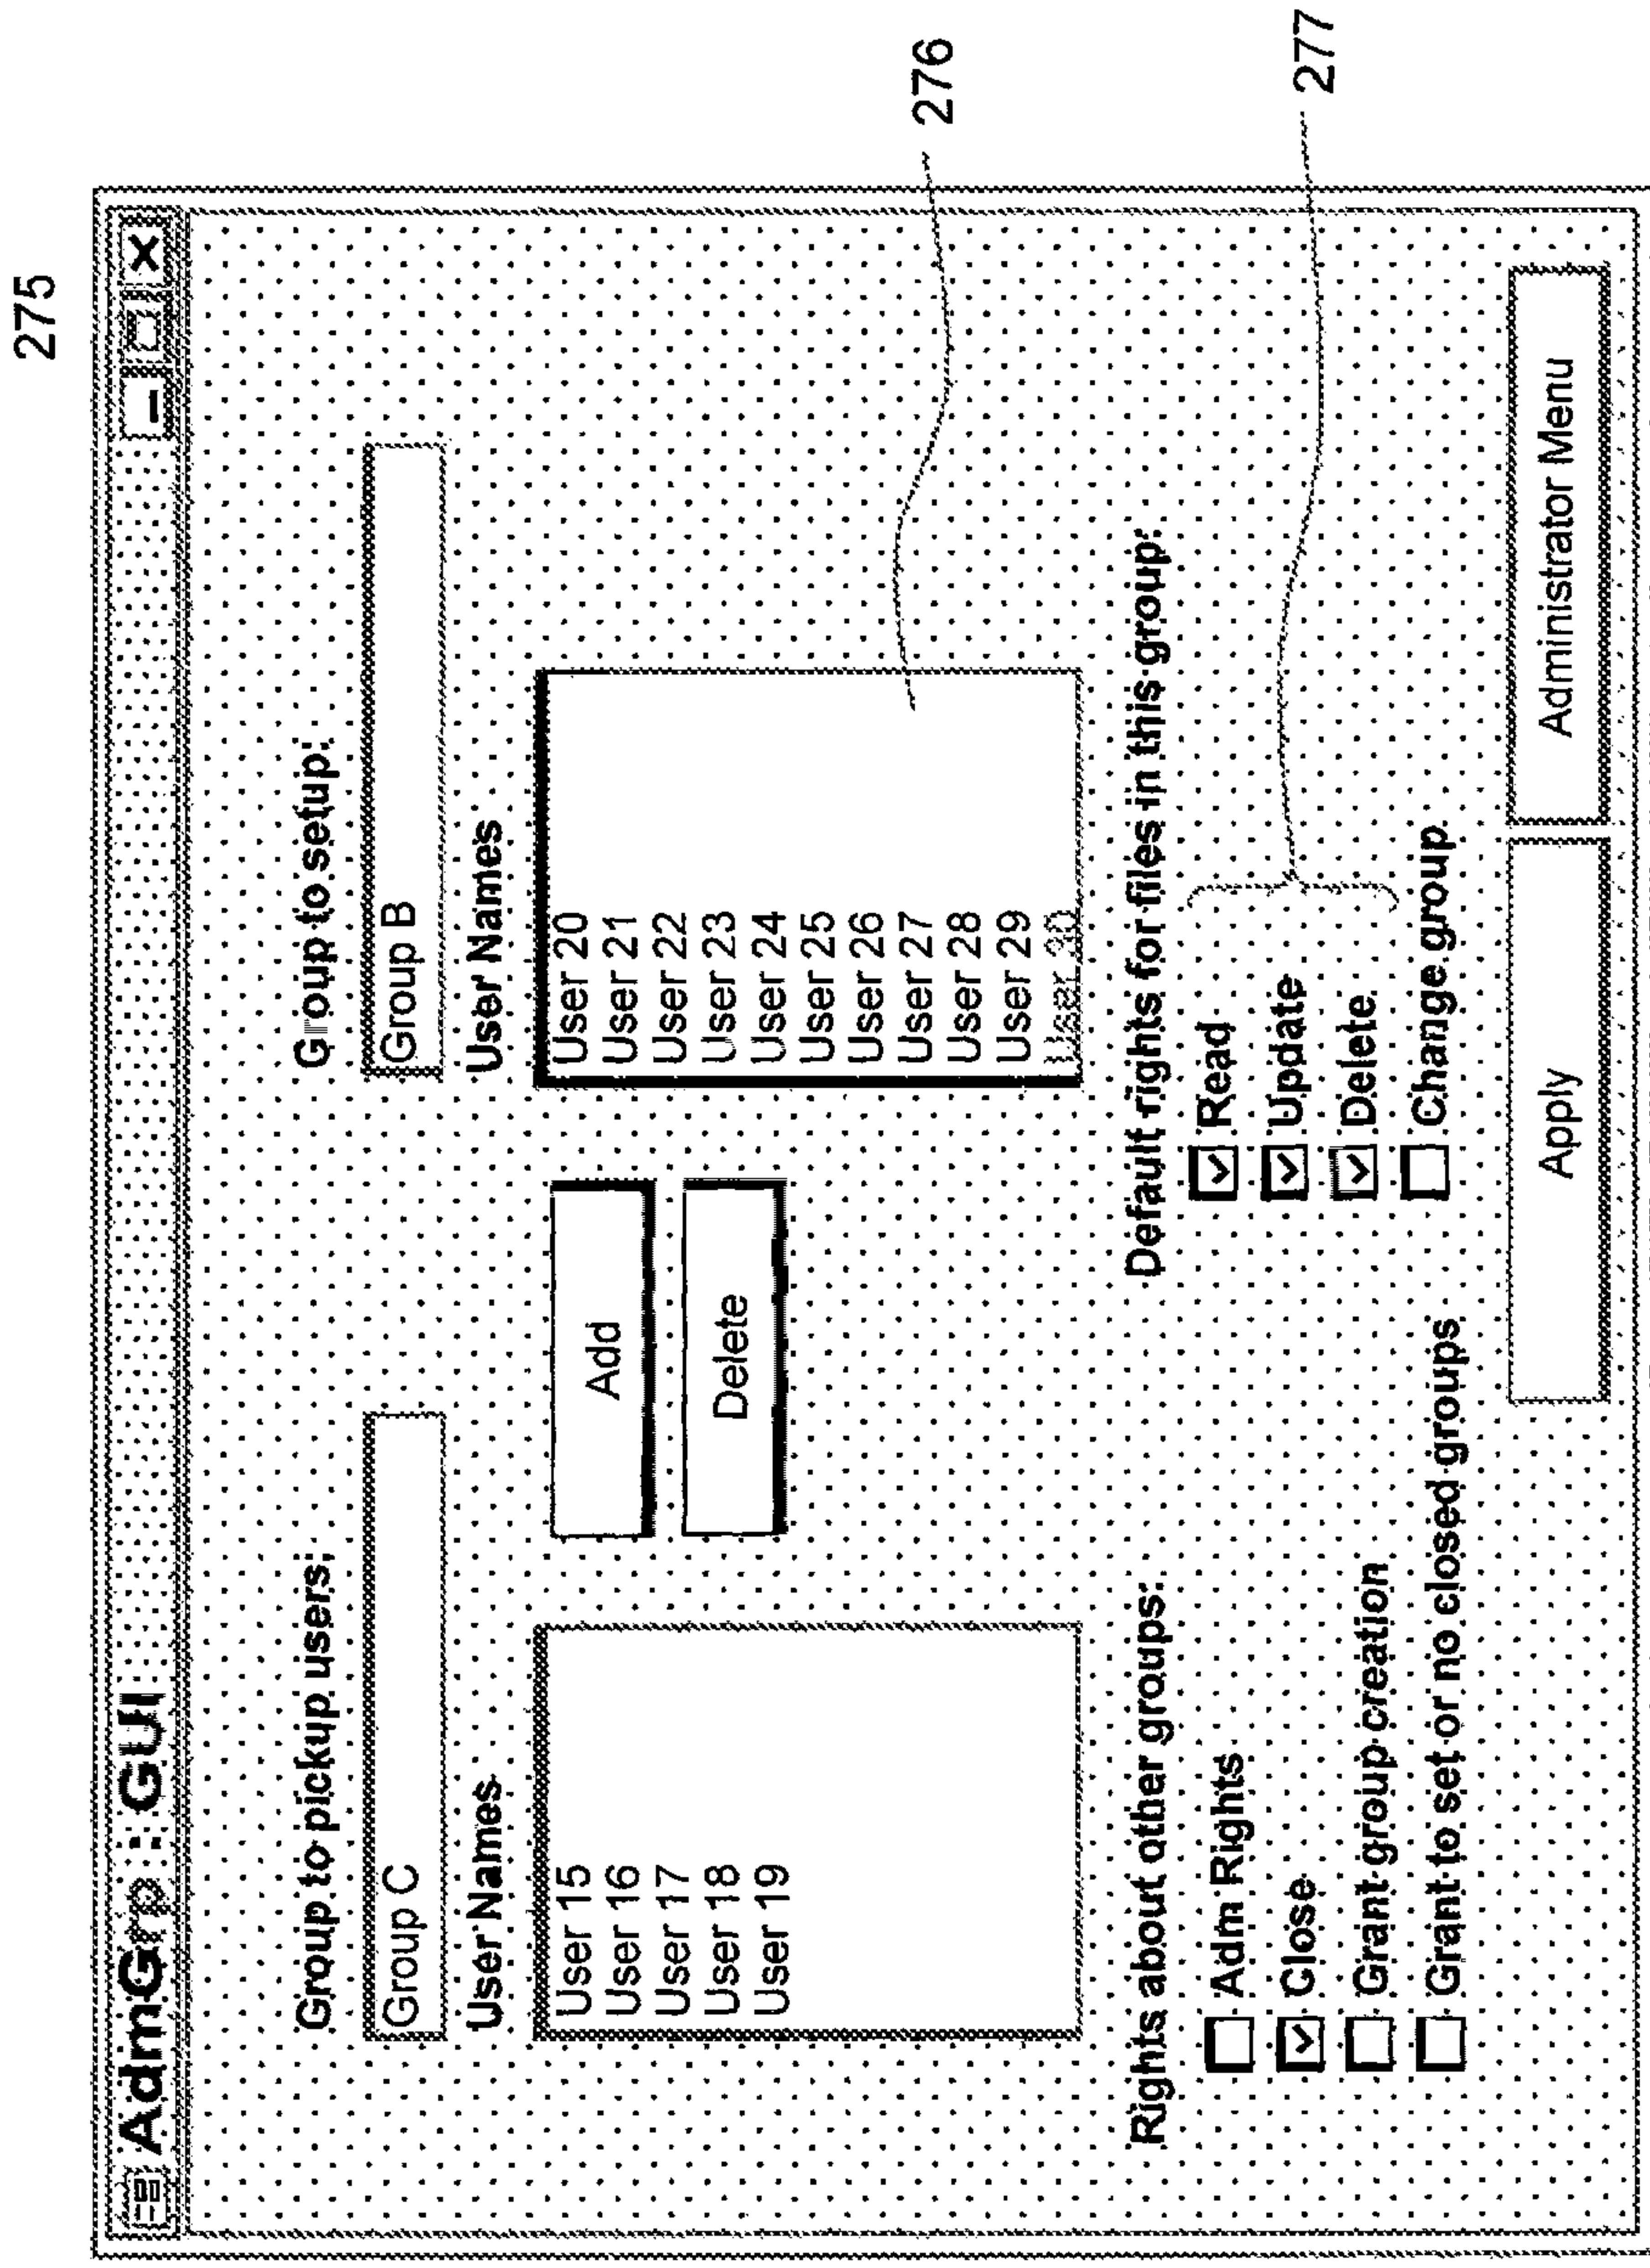 275
AdmGrp :: GUI
Group to pickup users:
Group C
User Names
User 15
User 16
User 17
User 18
User 19
Add
Delete
Group to setup:
Group B
User Names
User 20
User 21
User 22
User 23
User 24
User 25
User 26
User 27
User 28
User 29
User 30
276
Rights about other groups:
Adm Rights
Close
Grant group creation
Grant to set or no closed groups
Default rights for files in this group:
Read
Update
Delete
Change group
277
Apply
Administrator Menu